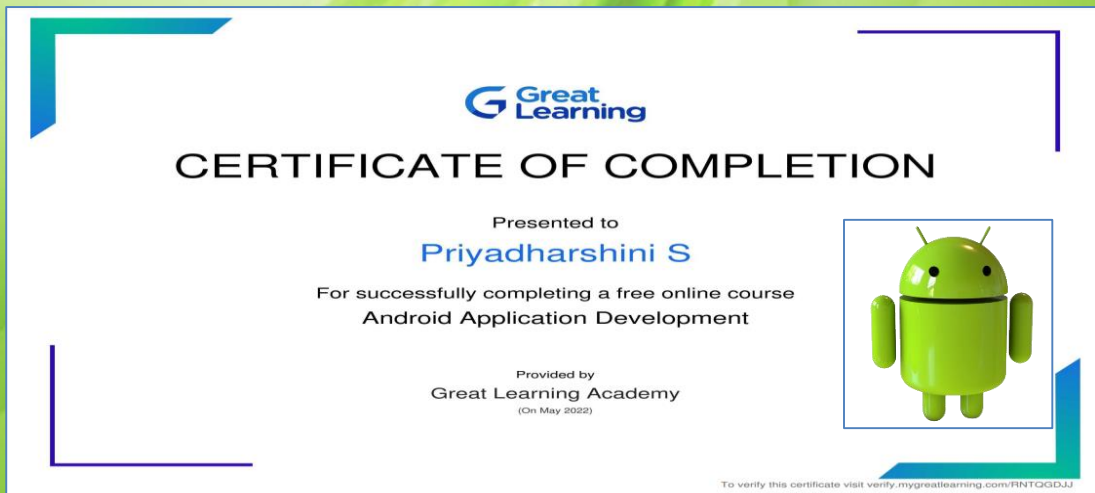 Great
Learning
CERTIFICATE OF COMPLETION
Presented to
Priyadharshini S
For successfully completing a free online course
Android Application Development
Provided by
Great Learning Academy
(On May 2022)
To verify this certificate visit verify.mygreatlearning.com/RNTQGDJJ